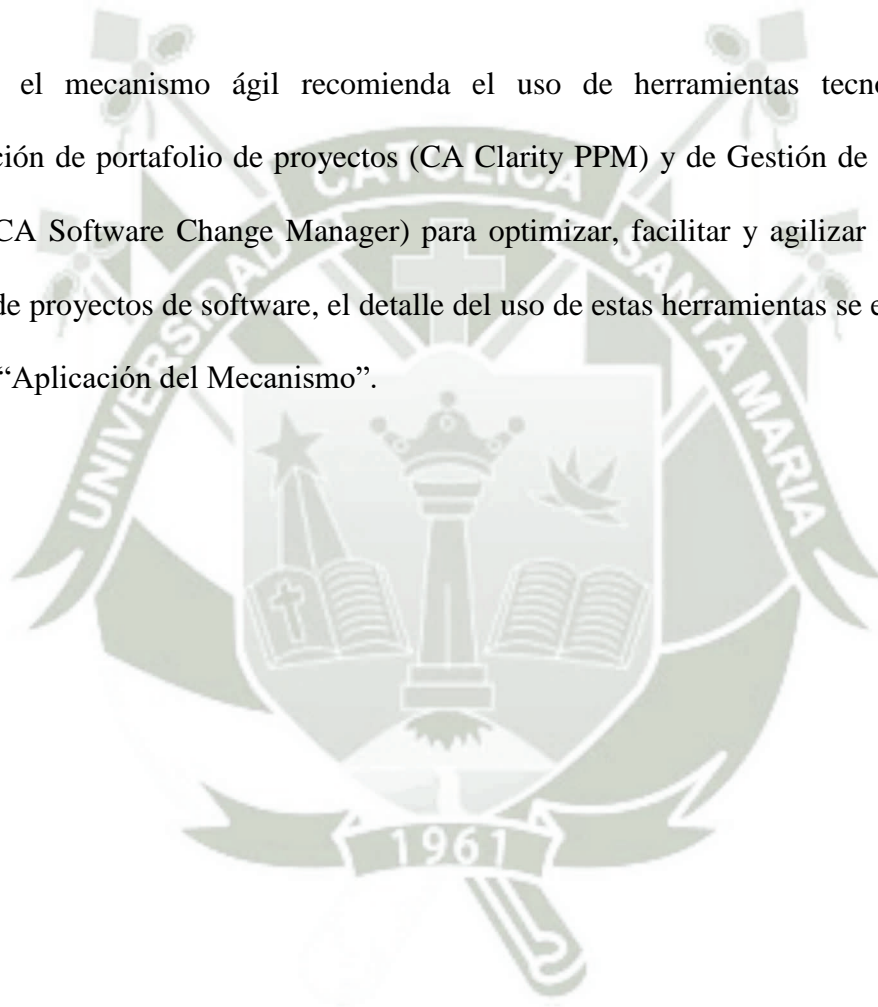 el mecanismo ágil recomienda el uso de herramientas tecno
ción de portafolio de proyectos (CA Clarity PPM) y de Gestión de
CA Software Change Manager) para optimizar, facilitar y agilizar
de proyectos de software, el detalle del uso de estas herramientas se e
“Aplicación del Mecanismo”.
UNIVERSIDAD CATOLICA SANTA MARIA
1961